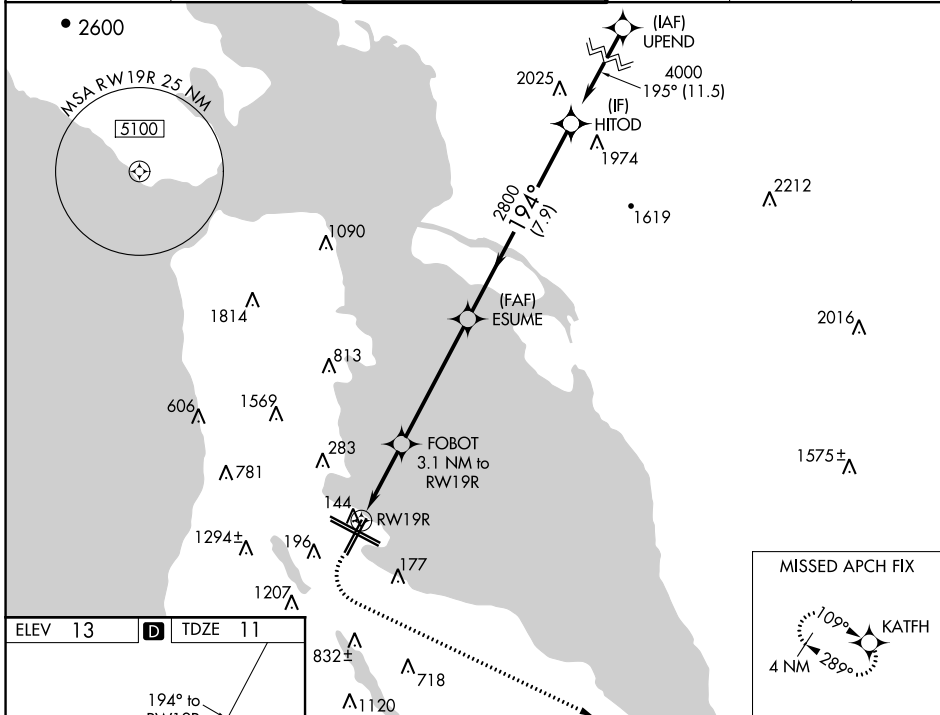 2600
(IAF)
UPEND
4000
195° (11.5)
2025
(IF)
HITOD
MSA RW19R 25 NM
5100
1974
2212
2800
194°
(7.9)
1619
1090
1814
(FAF)
ESUME
2016
813
606
1569
FOBOT
3.1 NM to
RW19R
283
781
1575±
144
RW19R
1294±
196
177
1207
MISSED APCH FIX
109°
KATFH
4 NM
289°
ELEV 13
D
TDZE 11
832±
718
1120
194° to
RW19R